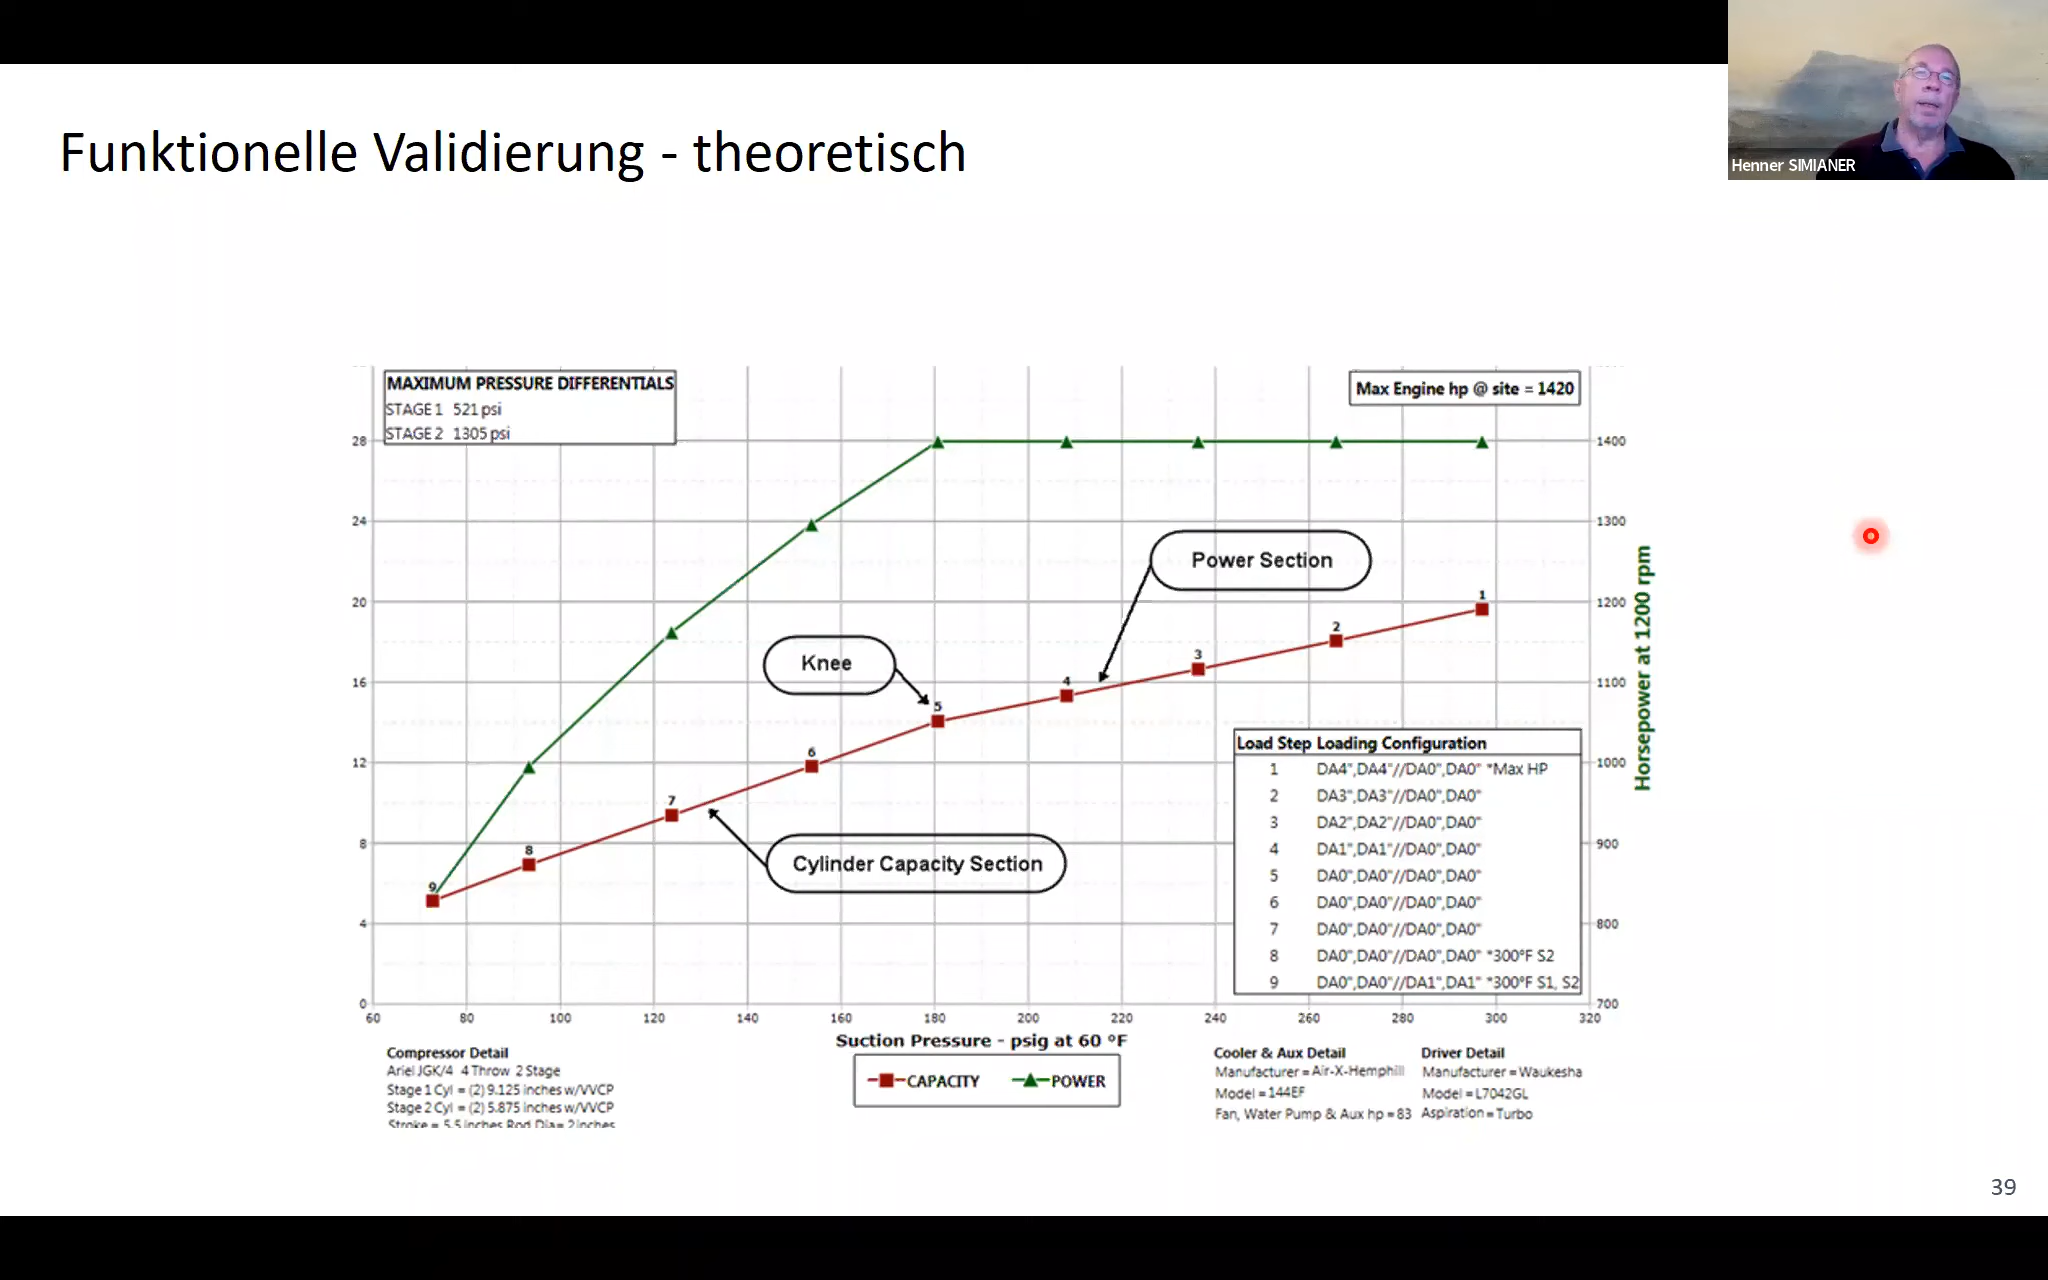 Henner SIMIANER
Funktionelle Validierung - theoretisch
MAXIMUM PRESSURE DIFFERENTIALS
STAGE 1 521 psi
STAGE 2 1305 psi
Max Engine hp @ site = 1420
28
24
20
16
12
8
4
0
1400
1300
1200
1100
1000
900
800
700
Horsepower at 1200 rpm
Power Section
Knee
Cylinder Capacity Section
9
8
7
6
5
4
3
2
1
Load Step Loading Configuration
1 DA4",DA4"//DA0",DA0" *Max HP
2 DA3",DA3"//DA0",DA0"
3 DA2",DA2"//DA0",DA0"
4 DA1",DA1"//DA0",DA0"
5 DA0",DA0"//DA0",DA0"
6 DA0",DA0"//DA0",DA0"
7 DA0",DA0"//DA0",DA0"
8 DA0",DA0"//DA0",DA0" *300°F S2
9 DA0",DA0"//DA1",DA1" *300°F S1, S2
60 80 100 120 140 160 180 200 220 240 260 280 300 320
Suction Pressure - psig at 60 °F
CAPACITY POWER
Compressor Detail
Ariel JGK/4 4 Throw 2 Stage
Stage 1 Cyl = (2) 9.125 inches w/VVCP
Stage 2 Cyl = (2) 5.875 inches w/VVCP
Stroke = 5.5 inches Rod Dia= 2 inches
Cooler & Aux Detail
Manufacturer = Air-X-Hemphill
Model = 144EF
Fan, Water Pump & Aux hp = 83
Driver Detail
Manufacturer = Waukesha
Model = L7042GL
Aspiration = Turbo
39